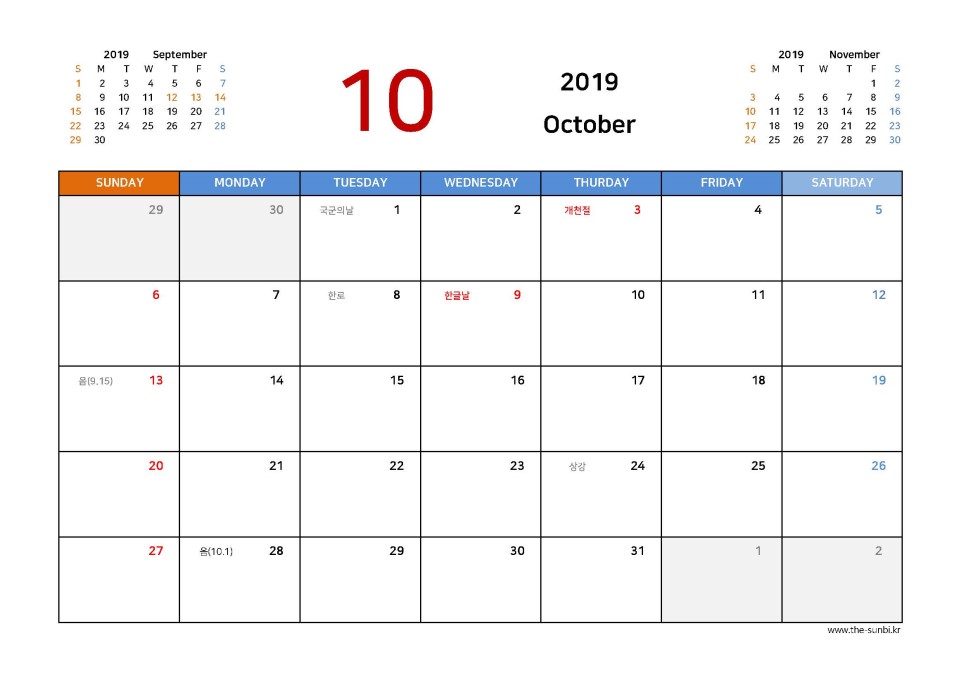 2019 September
S M T W T F S
1 2 3 4 5 6 7
8 9 10 11 12 13 14
15 16 17 18 19 20 21
22 23 24 25 26 27 28
29 30
10
2019
October
2019 November
S M T W T F S
1 2
3 4 5 6 7 8 9
10 11 12 13 14 15 16
17 18 19 20 21 22 23
24 25 26 27 28 29 30
SUNDAY MONDAY TUESDAY WEDNESDAY THURDAY FRIDAY SATURDAY
29 30 국군의날 1 2 개천절 3 4 5
6 7 한로 8 한글날 9 10 11 12
음(9.15) 13 14 15 16 17 18 19
20 21 22 23 상강 24 25 26
27 음(10.1) 28 29 30 31 1 2
www.the-sunbi.kr